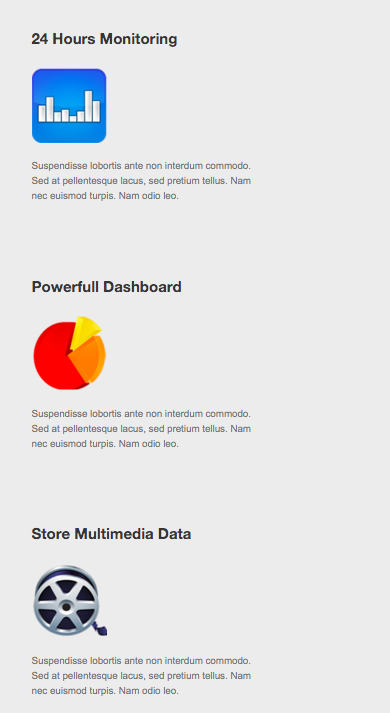 24 Hours Monitoring
Suspendisse lobortis ante non interdum commodo.
Sed at pellentesque lacus, sed pretium tellus. Nam
nec euismod turpis. Nam odio leo.
Powerfull Dashboard
Suspendisse lobortis ante non interdum commodo.
Sed at pellentesque lacus, sed pretium tellus. Nam
nec euismod turpis. Nam odio leo.
Store Multimedia Data
Suspendisse lobortis ante non interdum commodo.
Sed at pellentesque lacus, sed pretium tellus. Nam
nec euismod turpis. Nam odio leo.